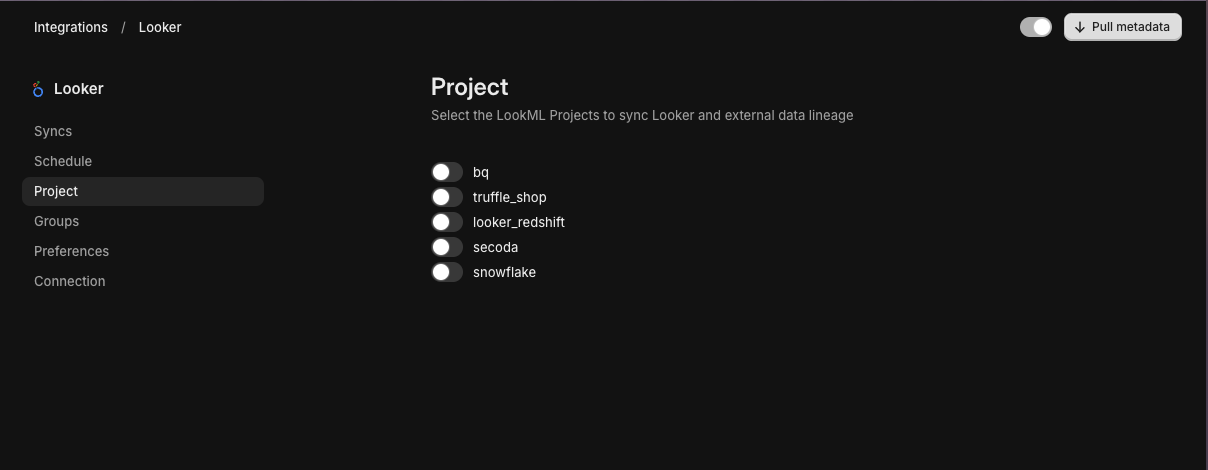 Integrations / Looker
Pull metadata
Looker
Syncs
Schedule
Project
Groups
Preferences
Connection
Project
Select the LookML Projects to sync Looker and external data lineage
bq
truffle_shop
looker_redshift
secoda
snowflake